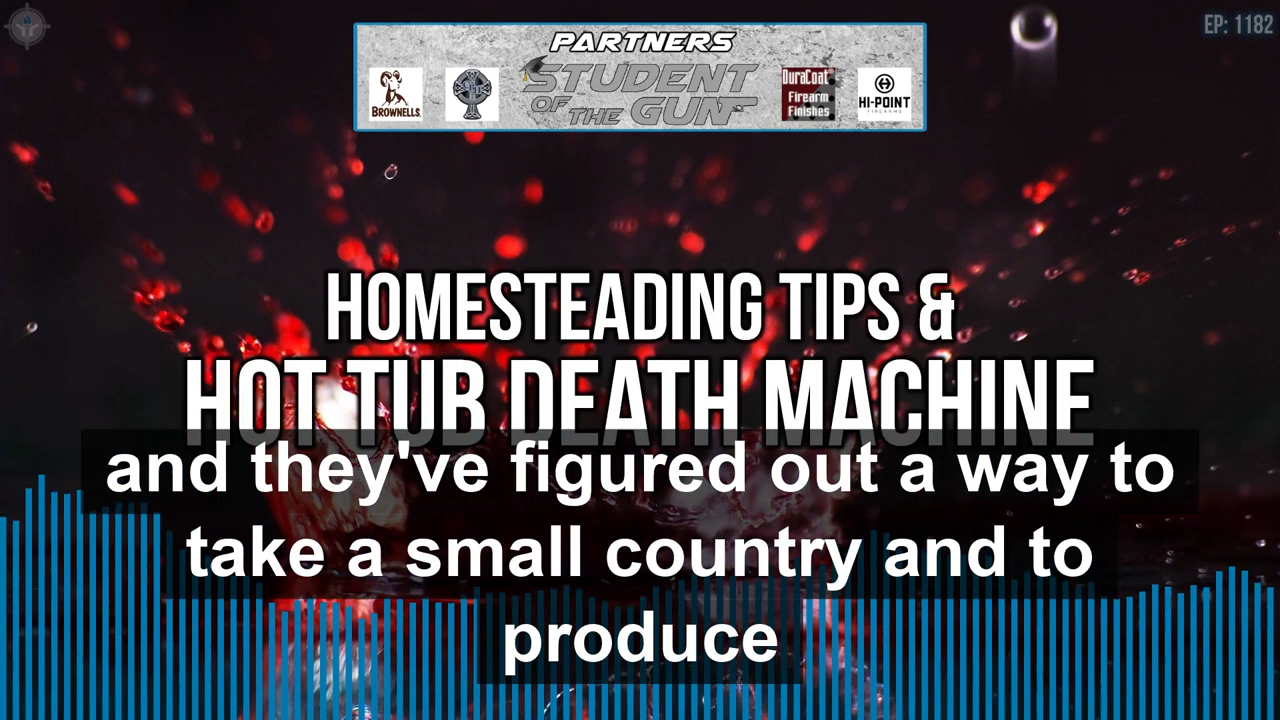 EP: 1182
PARTNERS
BROWNELLS
STUDENT
OF THE GUN
DuraCoat
Firearm
Finishes
HI-POINT
FIREARMS
HOMESTEADING TIPS &
HOT TUB DEATH MACHINE
and they've figured out a way to
take a small country and to
produce